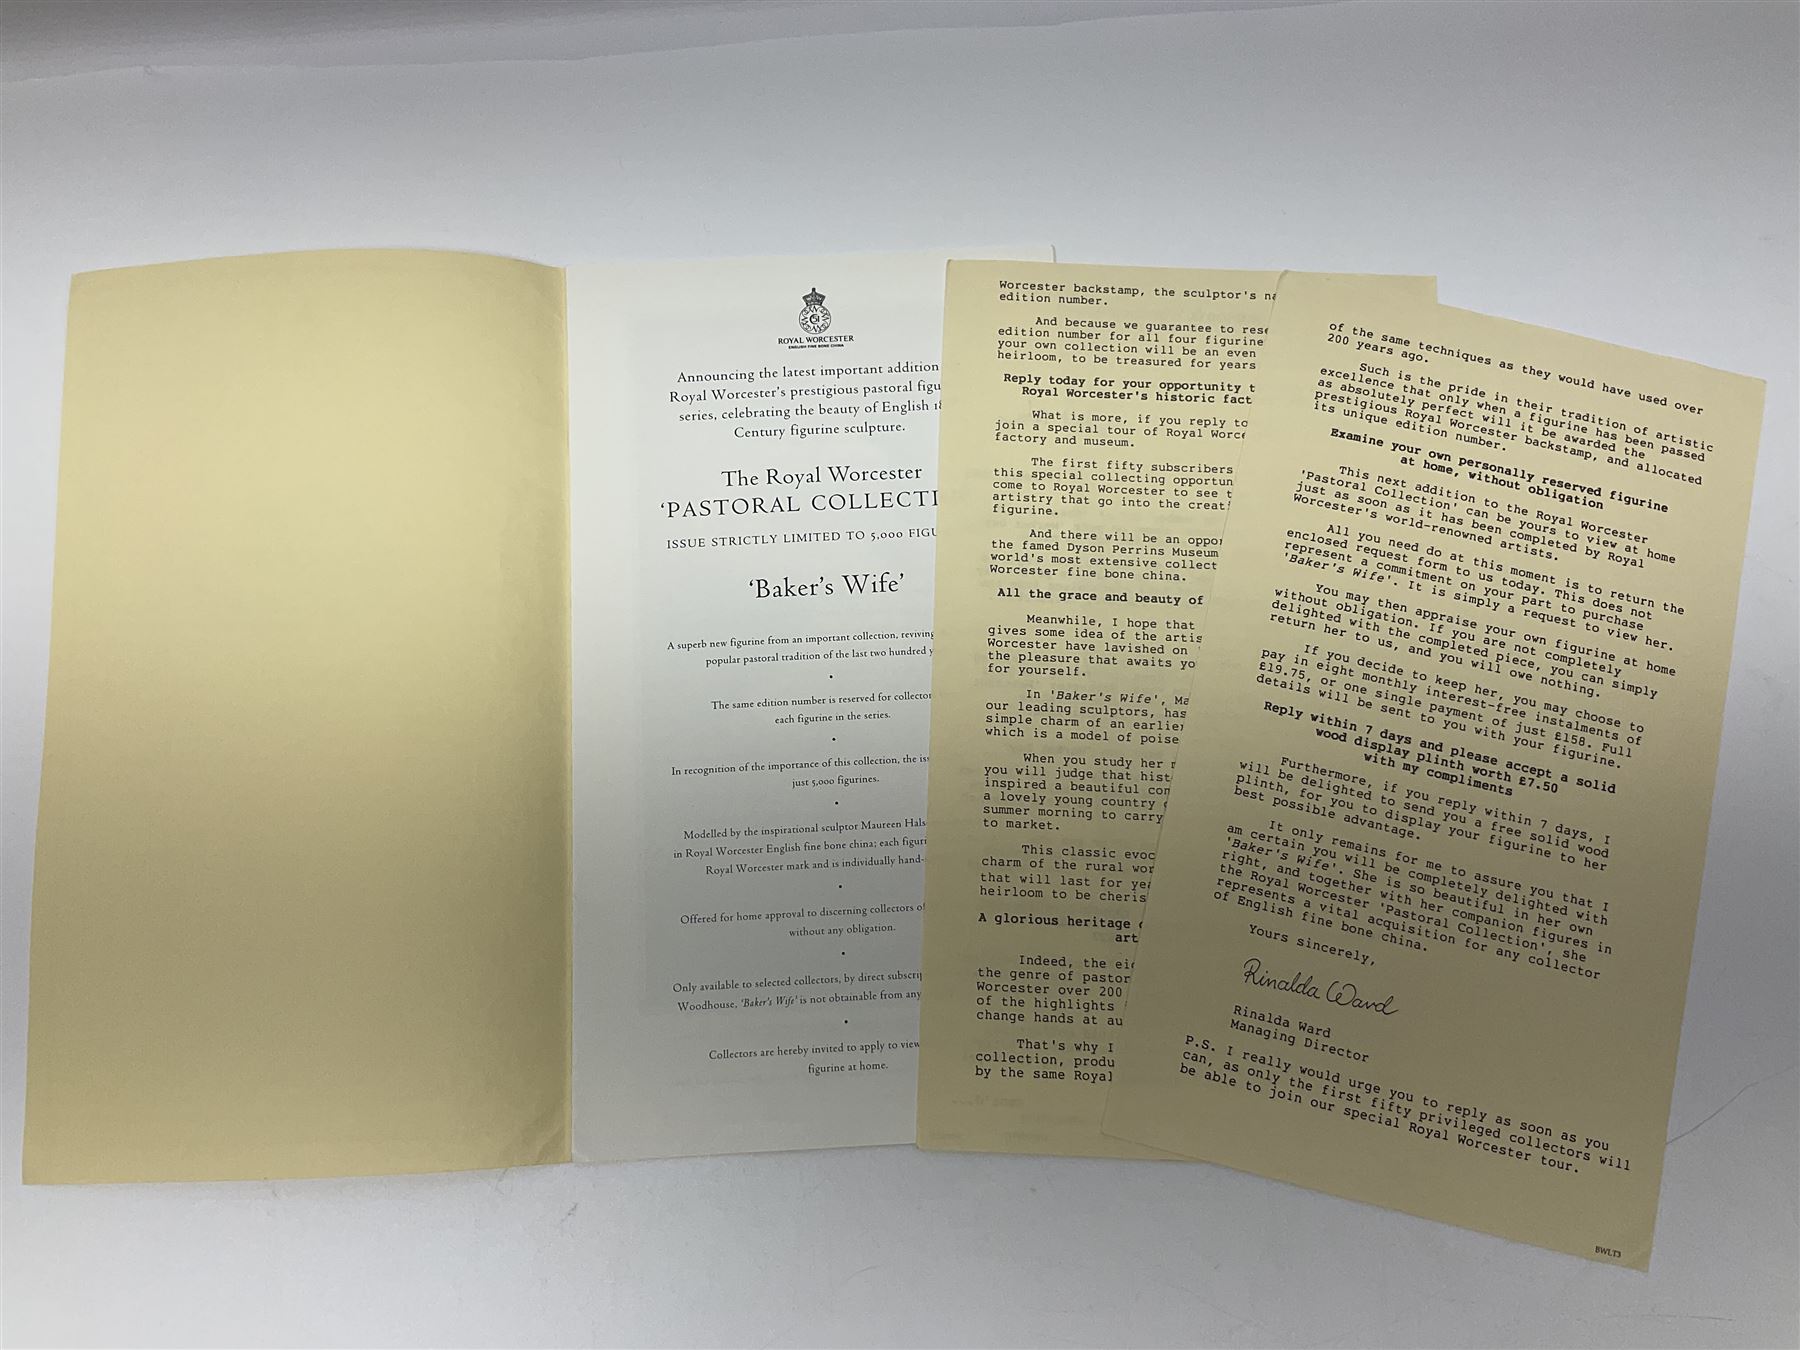 ROYAL WORCESTER
ENGLISH FINE BONE CHINA
Announcing the latest important addition
Royal Worcester's prestigious pastoral figu
series, celebrating the beauty of English 18
Century figurine sculpture.
The Royal Worcester
'PASTORAL COLLECTI
ISSUE STRICTLY LIMITED TO 5,000 FIGU
'Baker's Wife'
A superb new figurine from an important collection, reviving
popular pastoral tradition of the last two hundred y
•
The same edition number is reserved for collector
each figurine in the series.
•
In recognition of the importance of this collection, the iss
just 5,000 figurines.
•
Modelled by the inspirational sculptor Maureen Hals
in Royal Worcester English fine bone china; each figuri
Royal Worcester mark and is individually hand-
•
Offered for home approval to discerning collectors o
without any obligation.
•
Only available to selected collectors, by direct subscrip
Woodhouse, 'Baker's Wife' is not obtainable from any
•
Collectors are hereby invited to apply to view
figurine at home.
Worcester backstamp, the sculptor's na
edition number.
And because we guarantee to rese
edition number for all four figurine
your own collection will be an even
heirloom, to be treasured for years
Reply today for your opportunity t
Royal Worcester's historic fact
What is more, if you reply to
join a special tour of Royal Worce
factory and museum.
The first fifty subscribers
this special collecting opportun
come to Royal Worcester to see t
artistry that go into the creat
figurine.
And there will be an oppor
the famed Dyson Perrins Museum
world's most extensive collect
Worcester fine bone china.
All the grace and beauty of
Meanwhile, I hope that
gives some idea of the artis
Worcester have lavished on '
the pleasure that awaits yo
for yourself.
In 'Baker's Wife', Ma
our leading sculptors, has
simple charm of an earlier
which is a model of poise
When you study her
you will judge that hist
inspired a beautiful com
a lovely young country
summer morning to carry
to market.
This classic evoc
charm of the rural wor
that will last for yea
heirloom to be cheris
A glorious heritage
art
Indeed, the eig
the genre of pastor
Worcester over 200
of the highlights
change hands at au
That's why I
collection, produ
by the same Royal
of the same techniques as they would have used over
200 years ago.
Such is the pride in their tradition of artistic
excellence that only when a figurine has been passed
as absolutely perfect will it be awarded the
prestigious Royal Worcester backstamp, and allocated
its unique edition number.
Examine your own personally reserved figurine
at home, without obligation
This next addition to the Royal Worcester
'Pastoral Collection' can be yours to view at home
just as soon as it has been completed by Royal
Worcester's world-renowned artists.
All you need do at this moment is to return the
enclosed request form to us today. This does not
represent a commitment on your part to purchase
'Baker's Wife'. It is simply a request to view her.
You may then appraise your own figurine at home
without obligation. If you are not completely
delighted with the completed piece, you can simply
return her to us, and you will owe nothing.
If you decide to keep her, you may choose to
pay in eight monthly interest-free instalments of
£19.75, or one single payment of just £158. Full
details will be sent to you with your figurine.
Reply within 7 days and please accept a solid
wood display plinth worth £7.50
with my compliments
Furthermore, if you reply within 7 days, I
will be delighted to send you a free solid wood
plinth, for you to display your figurine to her
best possible advantage.
It only remains for me to assure you that I
am certain you will be completely delighted with
'Baker's Wife'. She is so beautiful in her own
right, and together with her companion figures in
the Royal Worcester 'Pastoral Collection', she
represents a vital acquisition for any collector
of English fine bone china.
Yours sincerely,
Rinalda Ward
Rinalda Ward
Managing Director
P.S. I really would urge you to reply as soon as you
can, as only the first fifty privileged collectors will
be able to join our special Royal Worcester tour.
BWLT3